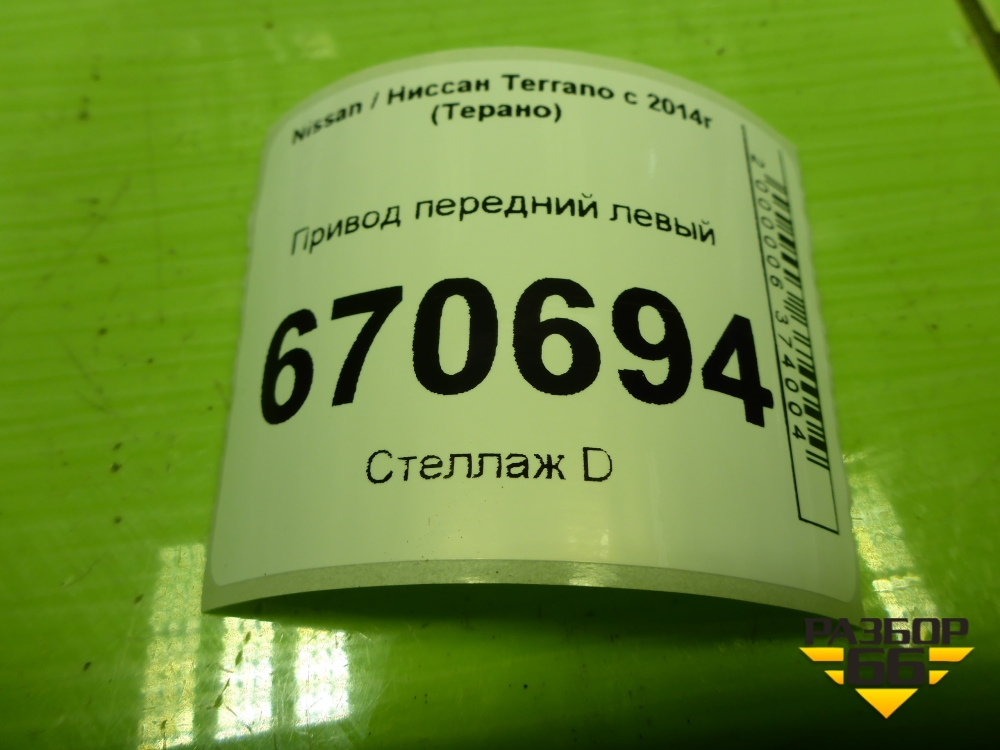 Nissan / Ниссан Terrano с 2014г
(Терано)
Привод передний левый
670694
Стеллаж D
2000006374004
РАЗБОР
66